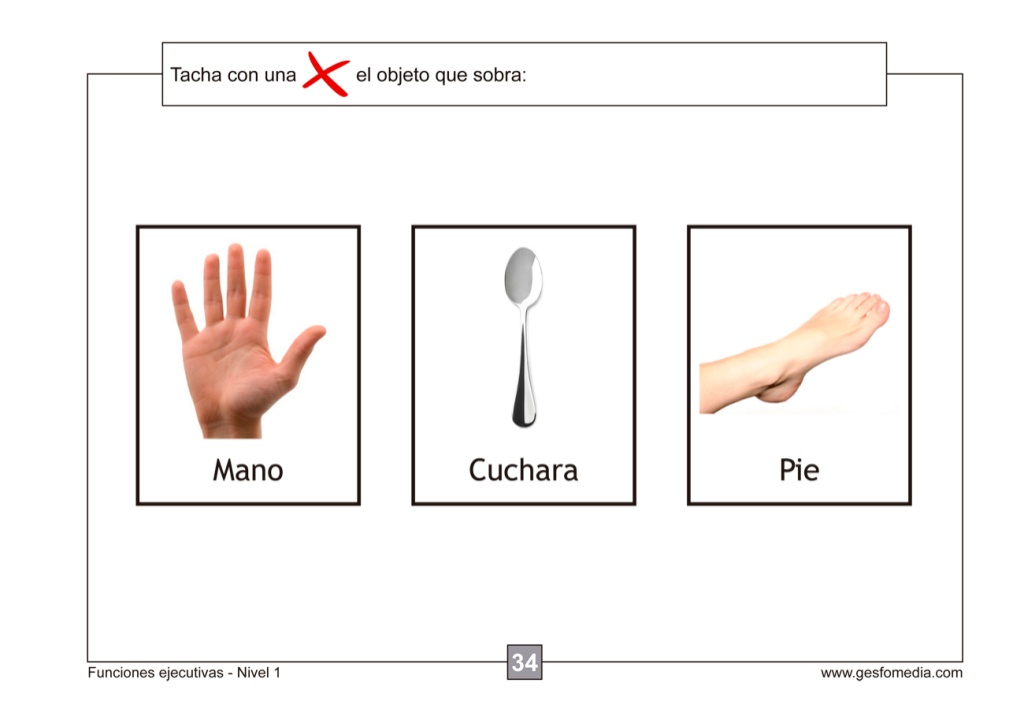 Tacha con una el objeto que sobra:
Mano
Cuchara
Pie
34
Funciones ejecutivas - Nivel 1
www.gesfomedia.com